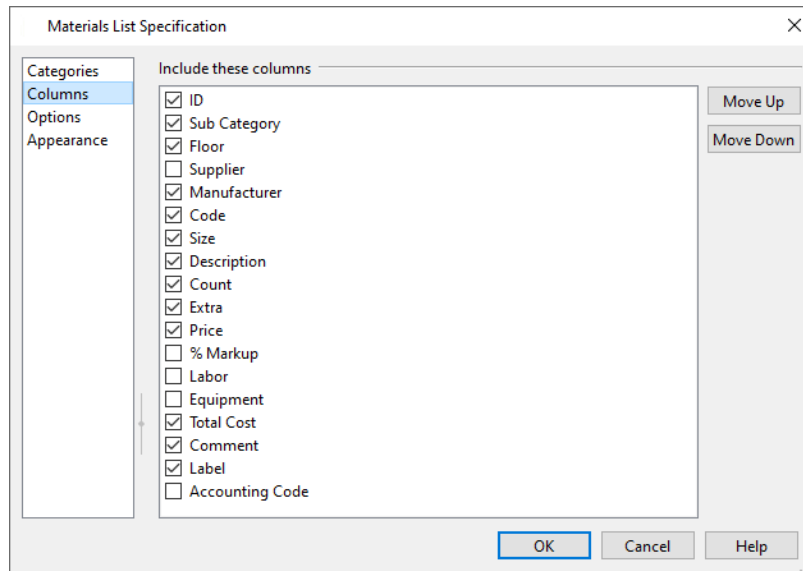 Materials List Specification
Categories
Columns
Options
Appearance
Include these columns
ID
Sub Category
Floor
Supplier
Manufacturer
Code
Size
Description
Count
Extra
Price
% Markup
Labor
Equipment
Total Cost
Comment
Label
Accounting Code
Move Up
Move Down
OK
Cancel
Help